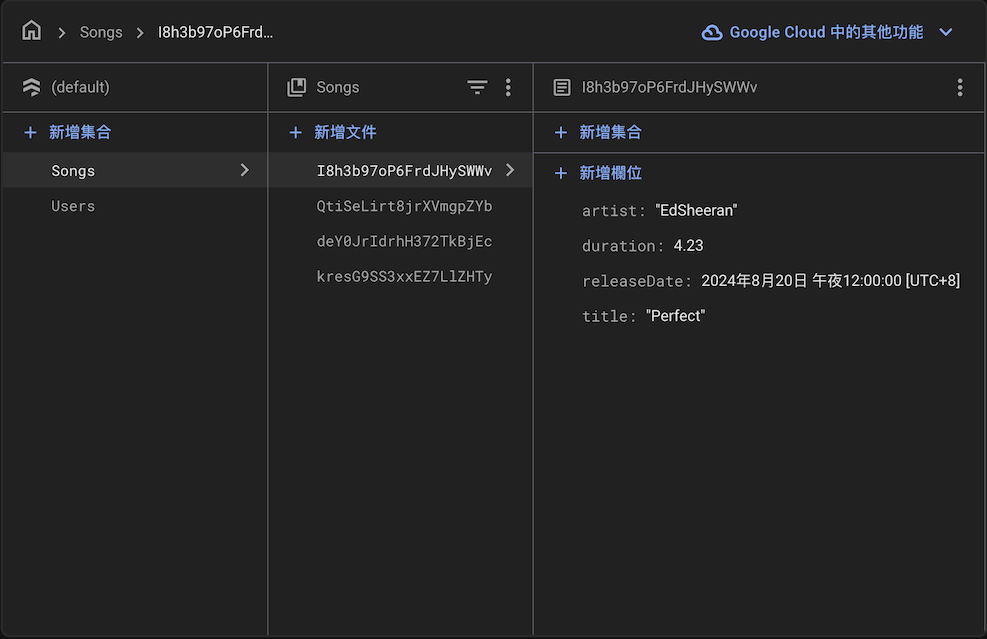 Songs I8h3b97oP6Frd... Google Cloud 中的其他功能
(default) Songs I8h3b97oP6FrdJHySWWv
+ 新增集合 + 新增文件 + 新增集合
Songs I8h3b97oP6FrdJHySWWv + 新增欄位
Users QtiSeLirt8jrXVmgpZYb artist: "EdSheeran"
deY0JrIdrhH372TkBjEc duration: 4.23
kresG9SS3xxEZ7LlZHTy releaseDate: 2024年8月20日 午夜12:00:00 [UTC+8]
title: "Perfect"